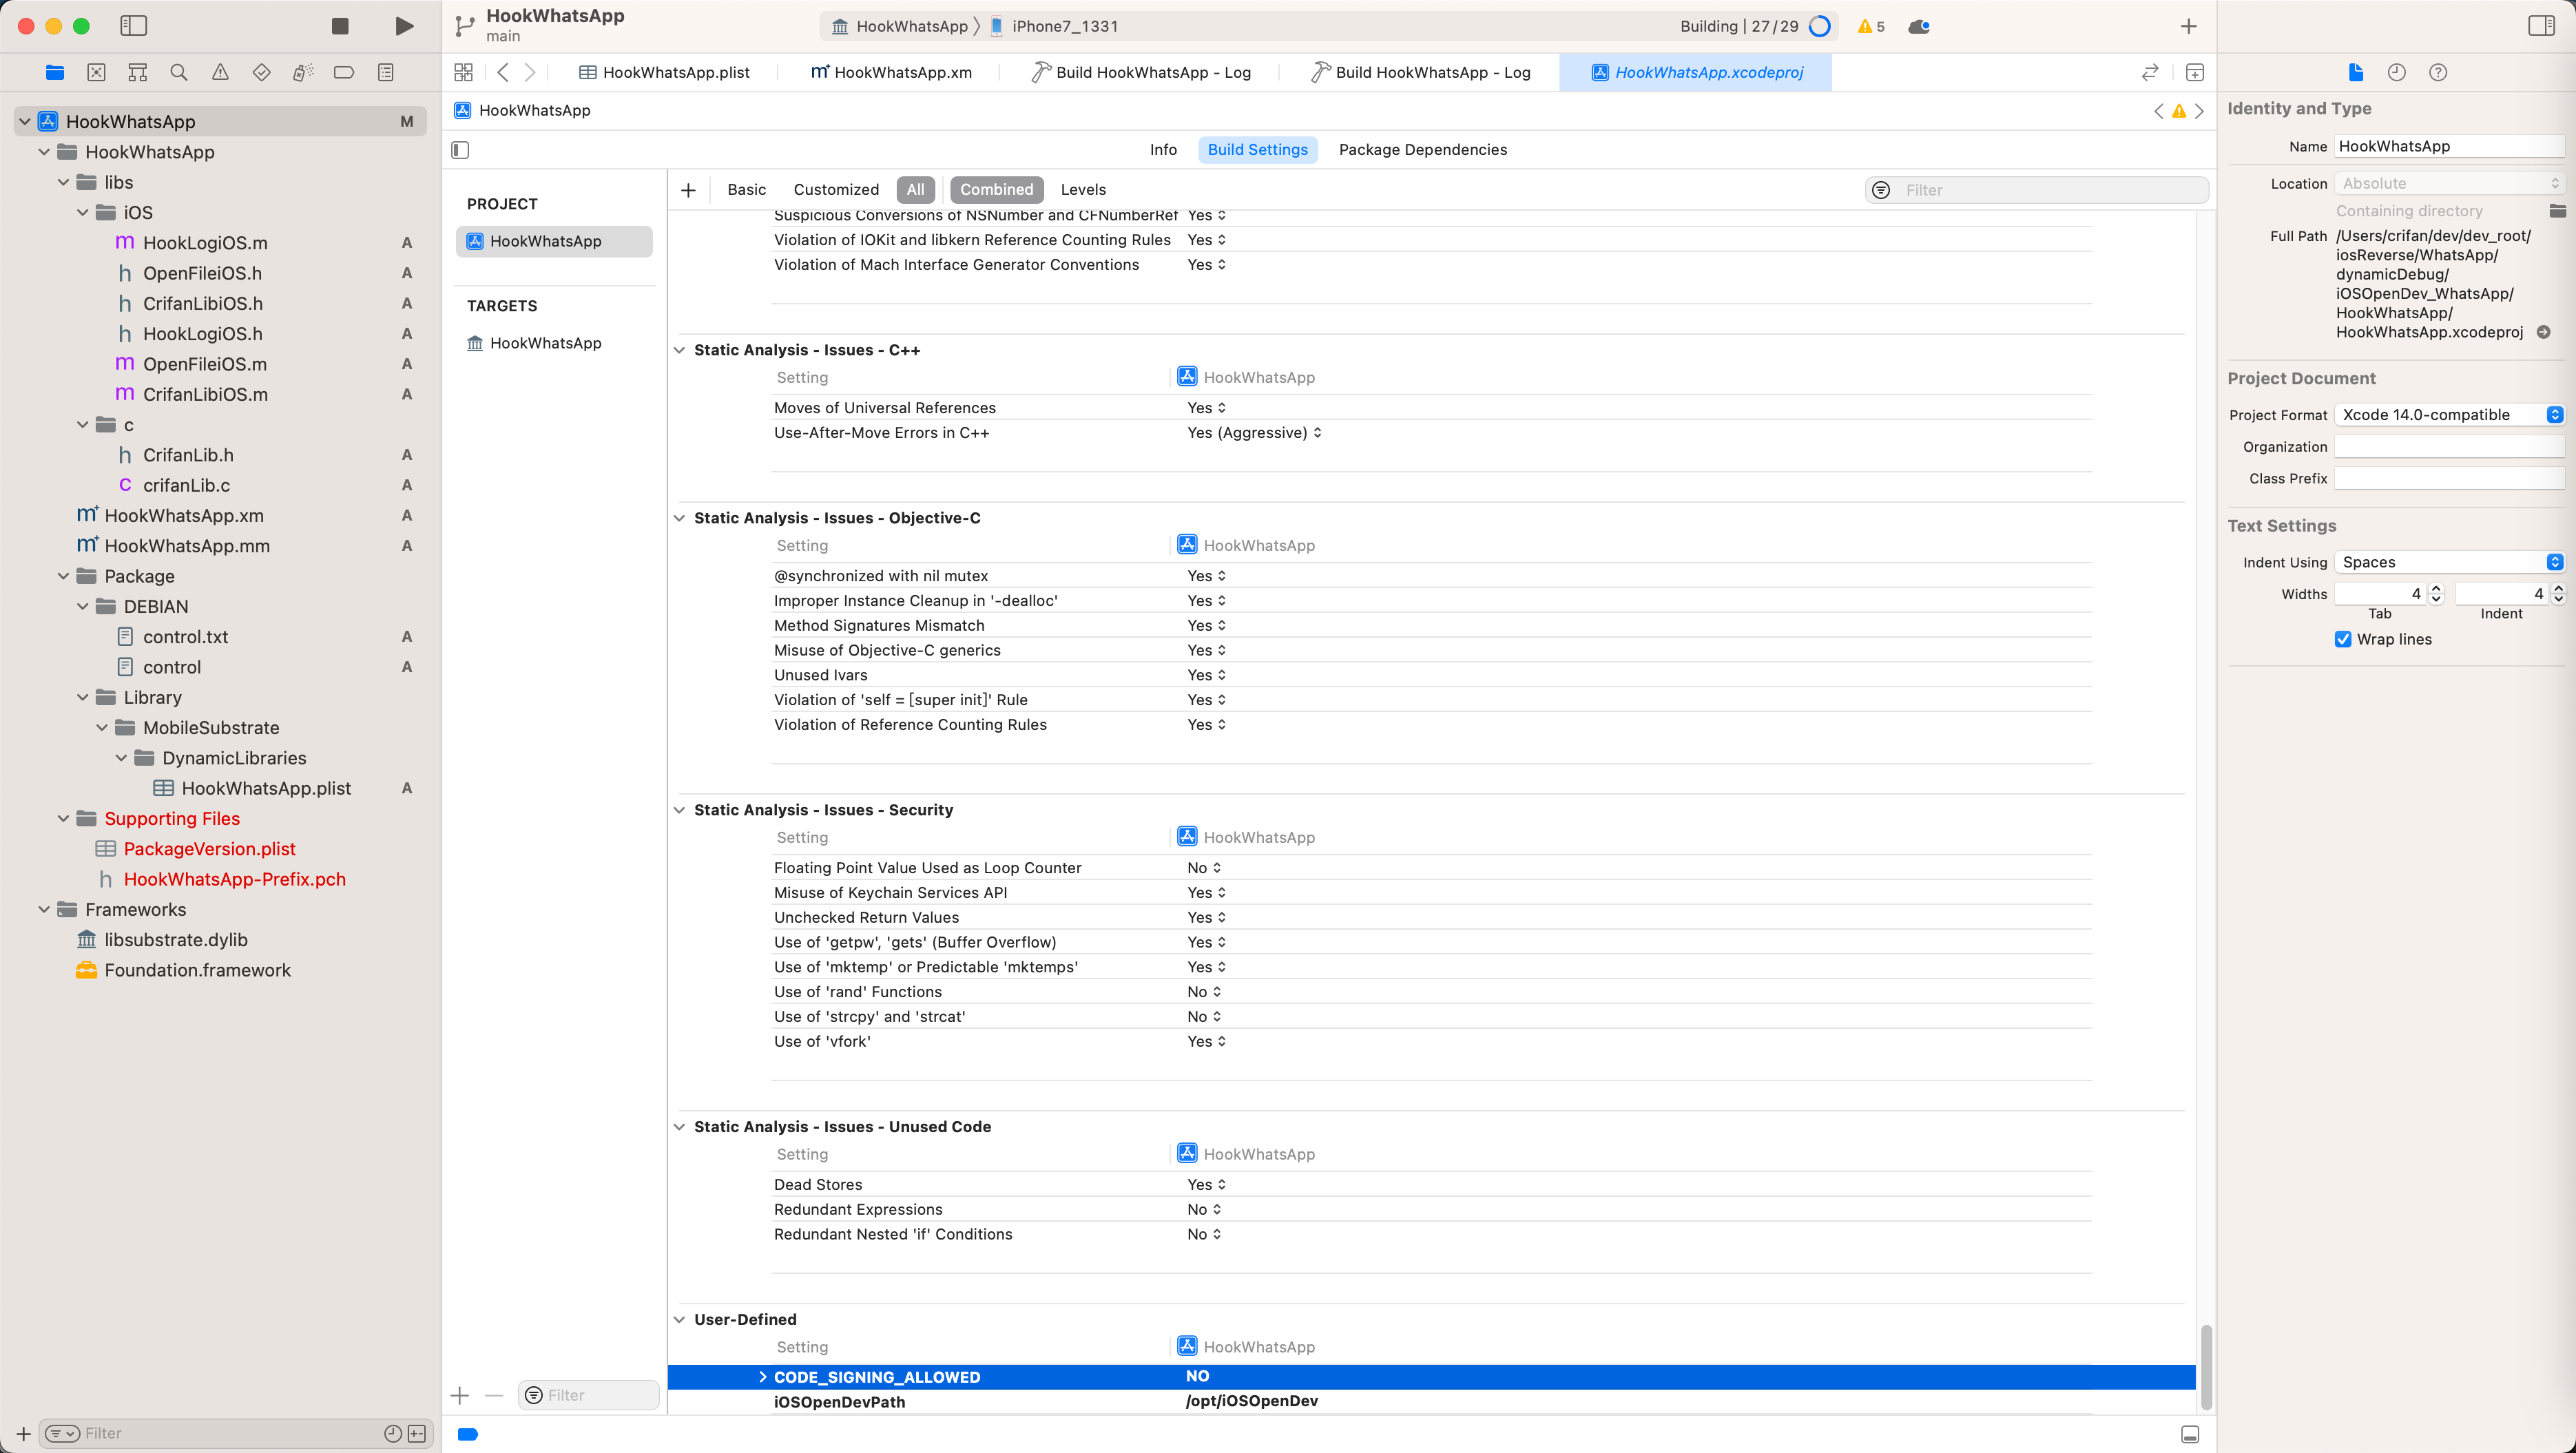 HookWhatsApp
main
HookWhatsApp
iPhone7_1331
Building | 27/29
5
HookWhatsApp.plist
HookWhatsApp.xm
Build HookWhatsApp - Log
Build HookWhatsApp - Log
HookWhatsApp.xcodeproj
HookWhatsApp M
HookWhatsApp
libs
iOS
m HookLogiOS.m A
h OpenFileiOS.h A
h CrifanLibiOS.h A
h HookLogiOS.h A
m OpenFileiOS.m A
m CrifanLibiOS.m A
c
h CrifanLib.h A
C crifanLib.c A
m+ HookWhatsApp.xm A
m+ HookWhatsApp.mm A
Package
DEBIAN
control.txt A
control A
Library
MobileSubstrate
DynamicLibraries
HookWhatsApp.plist A
Supporting Files
PackageVersion.plist
h HookWhatsApp-Prefix.pch
Frameworks
libsubstrate.dylib
Foundation.framework
Filter
HookWhatsApp
Info
Build Settings
Package Dependencies
PROJECT
HookWhatsApp
TARGETS
HookWhatsApp
Filter
Basic
Customized
All
Combined
Levels
Filter
Suspicious Conversions of NSNumber and CFNumberRef Yes
Violation of IOKit and libkern Reference Counting Rules Yes
Violation of Mach Interface Generator Conventions Yes
Static Analysis - Issues - C++
Setting HookWhatsApp
Moves of Universal References Yes
Use-After-Move Errors in C++ Yes (Aggressive)
Static Analysis - Issues - Objective-C
Setting HookWhatsApp
@synchronized with nil mutex Yes
Improper Instance Cleanup in '-dealloc' Yes
Method Signatures Mismatch Yes
Misuse of Objective-C generics Yes
Unused Ivars Yes
Violation of 'self = [super init]' Rule Yes
Violation of Reference Counting Rules Yes
Static Analysis - Issues - Security
Setting HookWhatsApp
Floating Point Value Used as Loop Counter No
Misuse of Keychain Services API Yes
Unchecked Return Values Yes
Use of 'getpw', 'gets' (Buffer Overflow) Yes
Use of 'mktemp' or Predictable 'mktemps' Yes
Use of 'rand' Functions No
Use of 'strcpy' and 'strcat' No
Use of 'vfork' Yes
Static Analysis - Issues - Unused Code
Setting HookWhatsApp
Dead Stores Yes
Redundant Expressions No
Redundant Nested 'if' Conditions No
User-Defined
Setting HookWhatsApp
CODE_SIGNING_ALLOWED NO
iOSOpenDevPath /opt/iOSOpenDev
Identity and Type
Name HookWhatsApp
Location Absolute
Containing directory
Full Path /Users/crifan/dev/dev_root/
iosReverse/WhatsApp/
dynamicDebug/
iOSOpenDev_WhatsApp/
HookWhatsApp/
HookWhatsApp.xcodeproj
Project Document
Project Format Xcode 14.0-compatible
Organization
Class Prefix
Text Settings
Indent Using Spaces
Widths 4 4
Tab Indent
Wrap lines